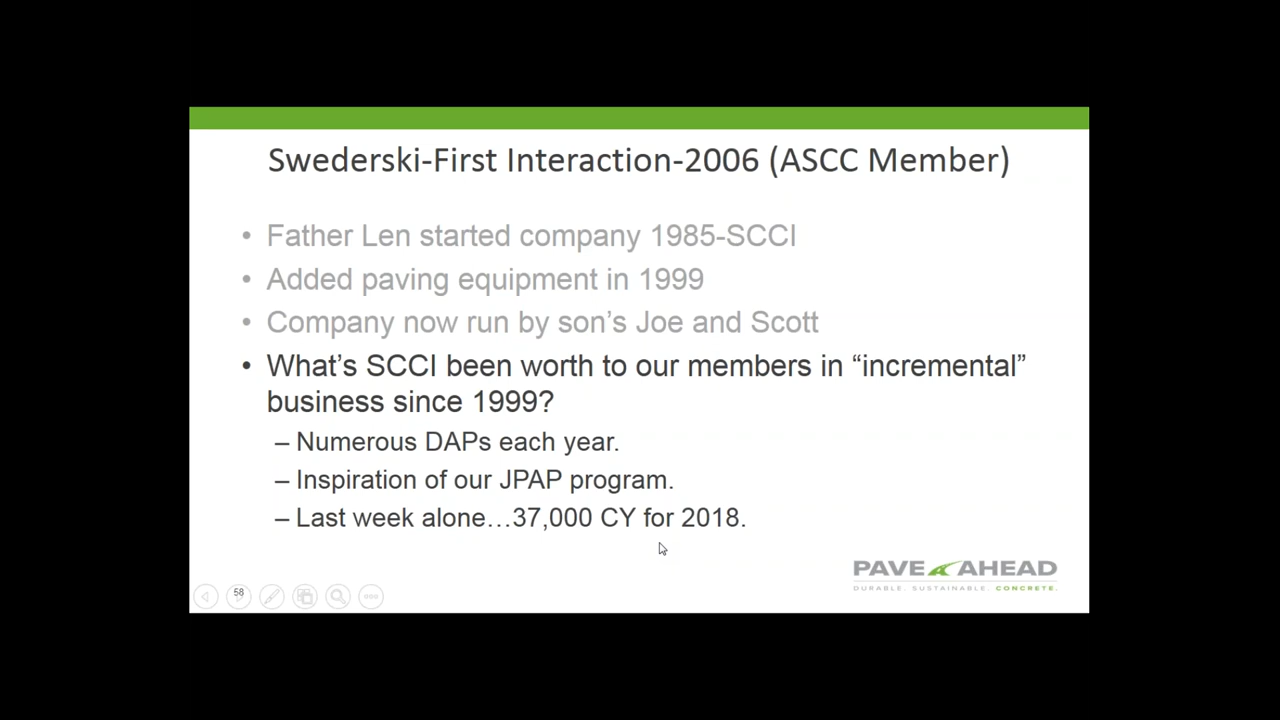 Swederski-First Interaction-2006 (ASCC Member)
• Father Len started company 1985-SCCI
• Added paving equipment in 1999
• Company now run by son’s Joe and Scott
• What’s SCCI been worth to our members in “incremental”
business since 1999?
– Numerous DAPs each year.
– Inspiration of our JPAP program.
– Last week alone…37,000 CY for 2018.
PAVE AHEAD
DURABLE. SUSTAINABLE. CONCRETE.
58